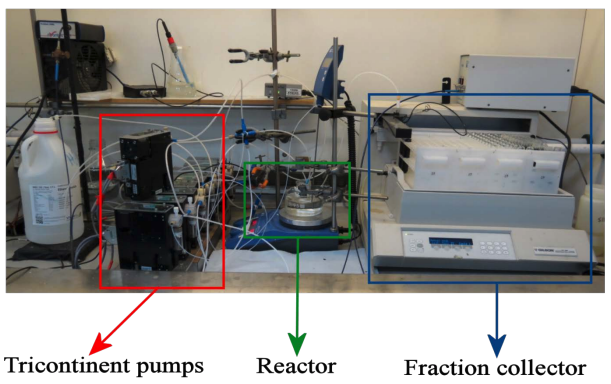 Tricontinent pumps
Reactor
Fraction collector